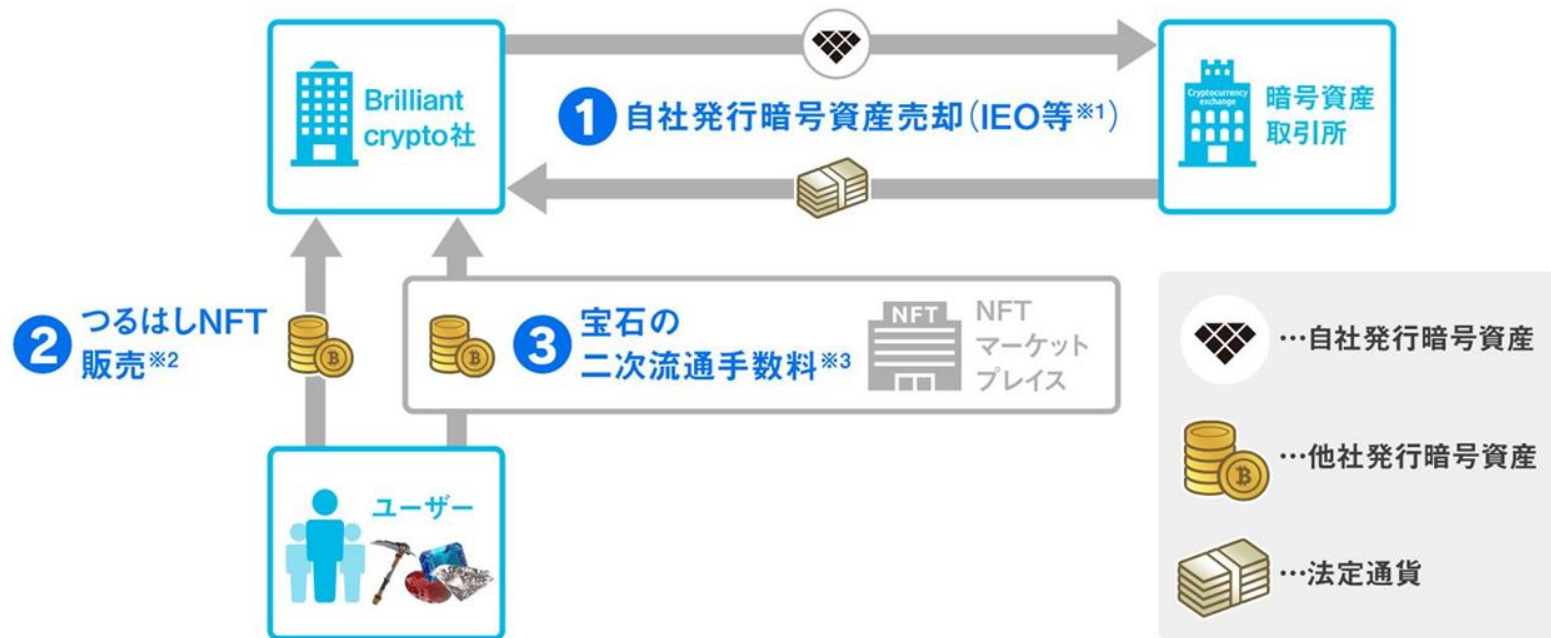 Brilliant
crypto社
❶ 自社発行暗号資産売却(IEO等※1)
Cryptocurrency
exchange
暗号資産
取引所
❷ つるはしNFT
販売※2
❸ 宝石の
二次流通手数料※3
NFT
NFT
マーケット
プレイス
ユーザー
…自社発行暗号資産
…他社発行暗号資産
…法定通貨